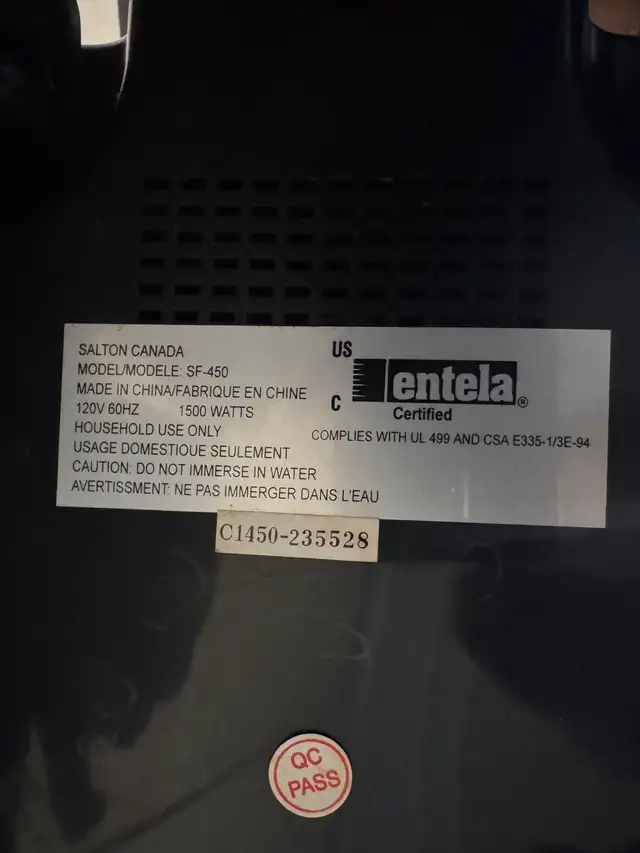 SALTON CANADA
MODEL/MODELE: SF-450
MADE IN CHINA/FABRIQUE EN CHINE
120V 60HZ 1500 WATTS
HOUSEHOLD USE ONLY
USAGE DOMESTIQUE SEULEMENT
CAUTION: DO NOT IMMERSE IN WATER
AVERTISSMENT: NE PAS IMMERGER DANS L'EAU
US
C
entela®
Certified
COMPLIES WITH UL 499 AND CSA E335-1/3E-94
C1450-235528
QC
PASS